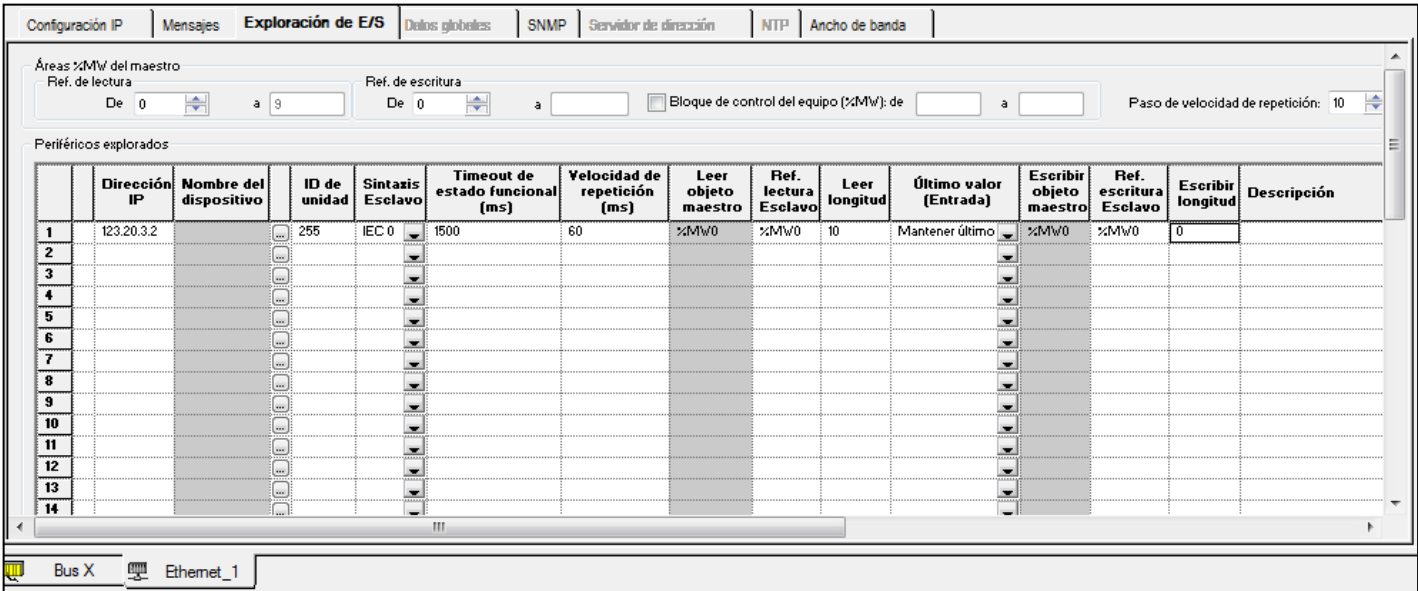 Configuración IP Mensajes Exploración de E/S Datos globales SNMP Servidor de dirección NTP Ancho de banda
Áreas %MW del maestro
Ref. de lectura Ref. de escritura
De 0 a 9 De 0 a Bloque de control del equipo (%MW): de a Paso de velocidad de repetición: 10
Periféricos explorados
Dirección IP Nombre del dispositivo ID de unidad Sintaxis Esclavo Timeout de estado funcional (ms) Velocidad de repetición (ms) Leer objeto maestro Ref. lectura Esclavo Leer longitud Último valor (Entrada) Escribir objeto maestro Ref. escritura Esclavo Escribir longitud Descripción
1 123.20.3.2 ... 255 IEC 0 1500 60 %MW0 %MW0 10 Mantener último %MW0 %MW0 0
2 ...
3 ...
4 ...
5 ...
6 ...
7 ...
8 ...
9 ...
10 ...
11 ...
12 ...
13 ...
14 ...
Bus X Ethernet_1